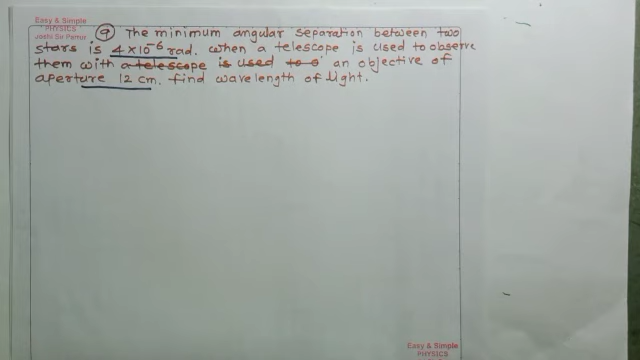 Easy & Simple
PHYSICS
Joshi Sir Parnur
(9) The minimum angular separation between two
stars is 4 × 10⁻⁶ rad. when a telescope is used to observe
them with a telescope is used to o an objective of
aperture 12 cm. find wavelength of light.
Easy & Simple
PHYSICS